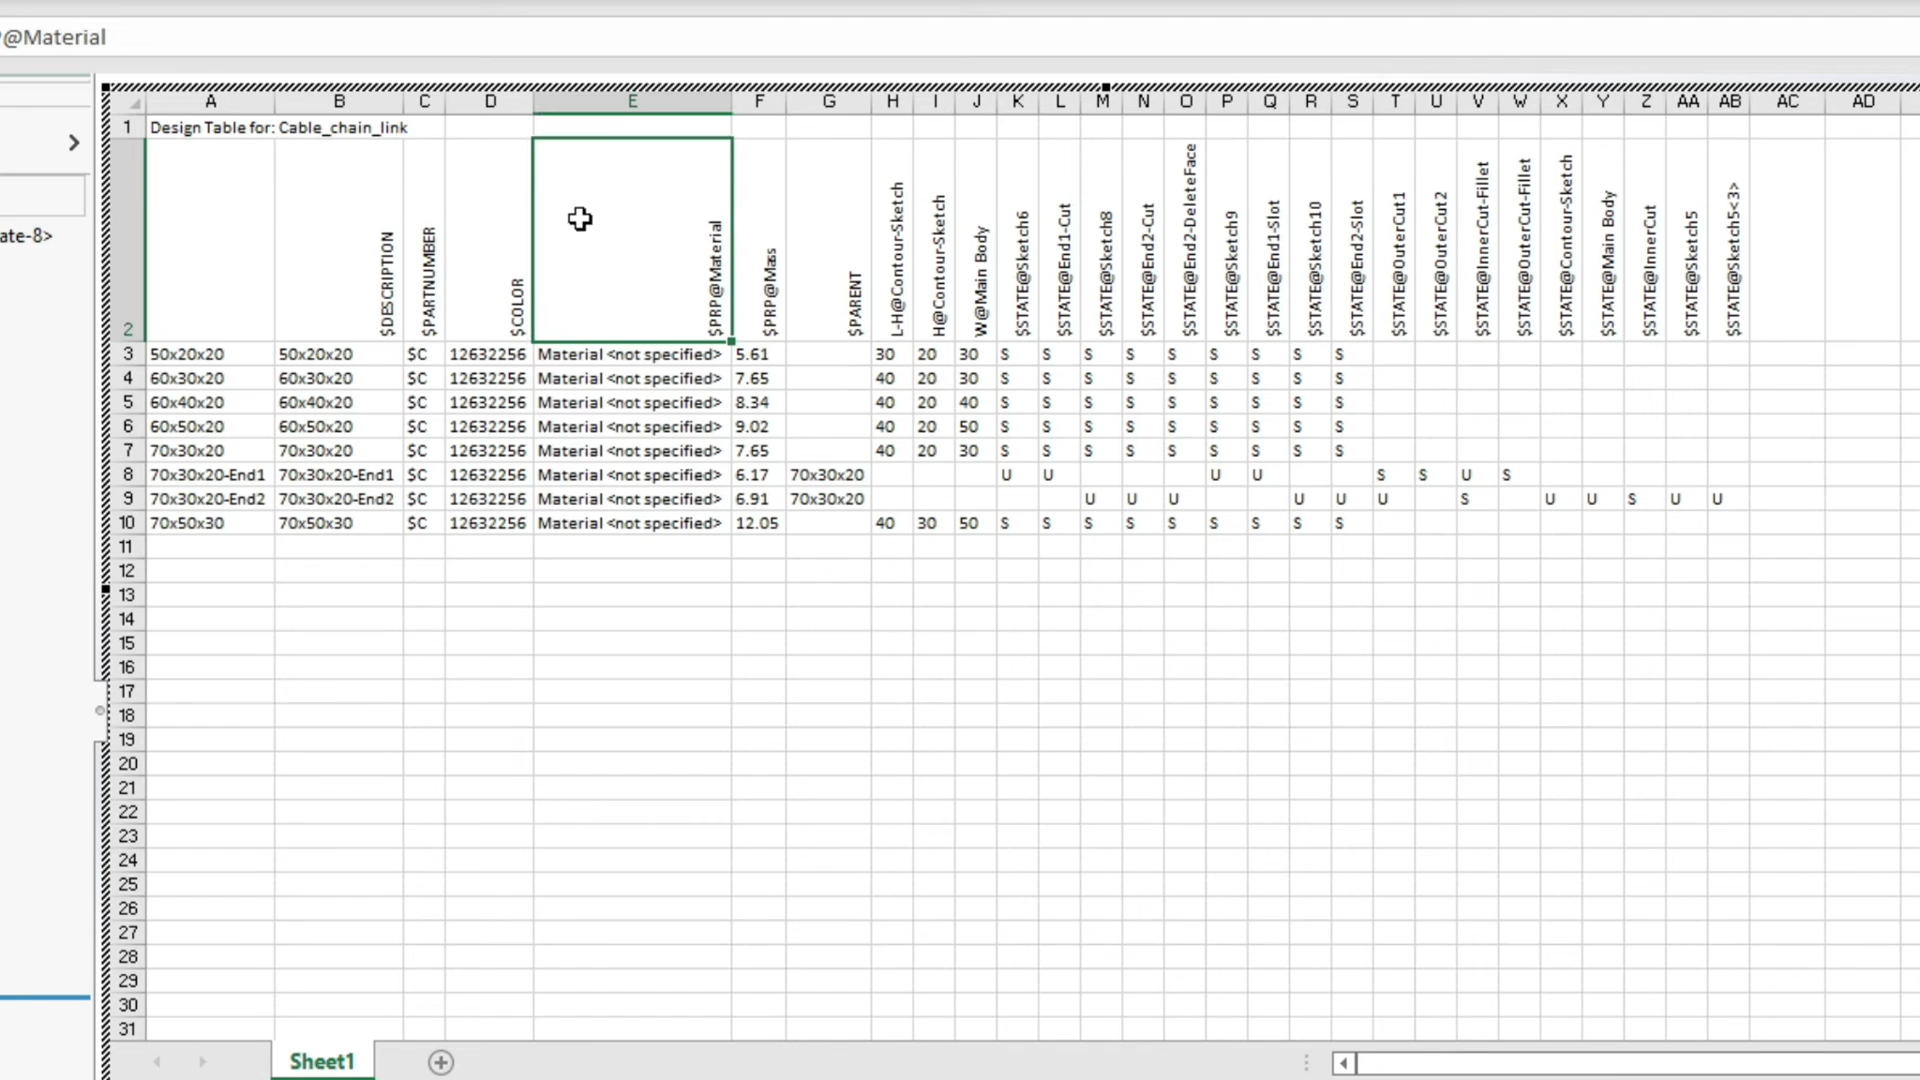 @Material
ate-8>
A B C D E F G H I J K L M N O P Q R S T U V W X Y Z AA AB AC AD
1 Design Table for: Cable_chain_link
2 $DESCRIPTION $PARTNUMBER $COLOR $PRP@Material $PRP@Mass $PARENT L-H@Contour-Sketch H@Contour-Sketch W@Main Body $STATE@Sketch6 $STATE@End1-Cut $STATE@Sketch8 $STATE@End2-Cut $STATE@End2-DeleteFace $STATE@Sketch9 $STATE@End1-Slot $STATE@Sketch10 $STATE@End2-Slot $STATE@OuterCut1 $STATE@OuterCut2 $STATE@InnerCut-Fillet $STATE@OuterCut-Fillet $STATE@Contour-Sketch $STATE@Main Body $STATE@InnerCut $STATE@Sketch5 $STATE@Sketch5<3>
3 50x20x20 50x20x20 $C 12632256 Material <not specified> 5.61 30 20 30 S S S S S S S S S
4 60x30x20 60x30x20 $C 12632256 Material <not specified> 7.65 40 20 30 S S S S S S S S S
5 60x40x20 60x40x20 $C 12632256 Material <not specified> 8.34 40 20 40 S S S S S S S S S
6 60x50x20 60x50x20 $C 12632256 Material <not specified> 9.02 40 20 50 S S S S S S S S S
7 70x30x20 70x30x20 $C 12632256 Material <not specified> 7.65 40 20 30 S S S S S S S S S
8 70x30x20-End1 70x30x20-End1 $C 12632256 Material <not specified> 6.17 70x30x20 U U U U S S U S
9 70x30x20-End2 70x30x20-End2 $C 12632256 Material <not specified> 6.91 70x30x20 U U U U U U S U U S U U
10 70x50x30 70x50x30 $C 12632256 Material <not specified> 12.05 40 30 50 S S S S S S S S S
11
12
13
14
15
16
17
18
19
20
21
22
23
24
25
26
27
28
29
30
31
Sheet1